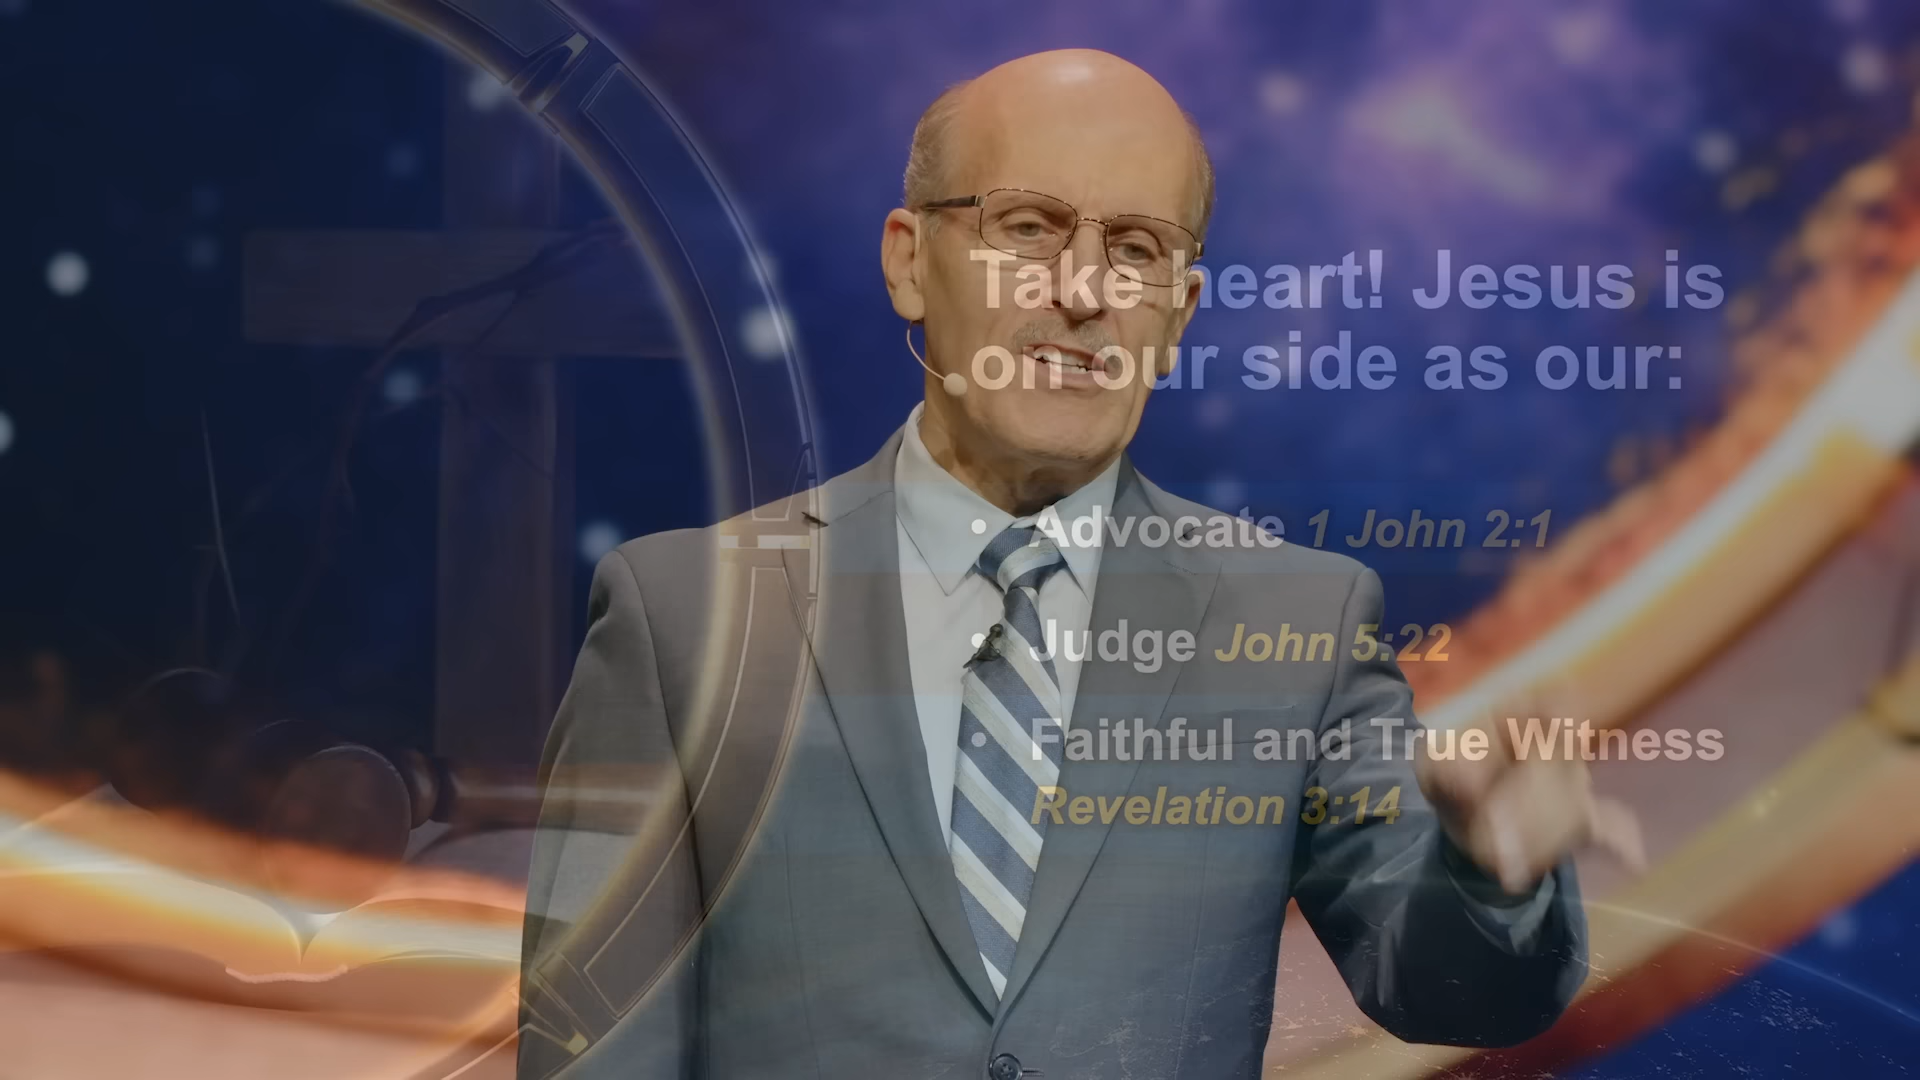 Take heart! Jesus is
on our side as our:
• Advocate 1 John 2:1
• Judge John 5:22
• Faithful and True Witness
Revelation 3:14